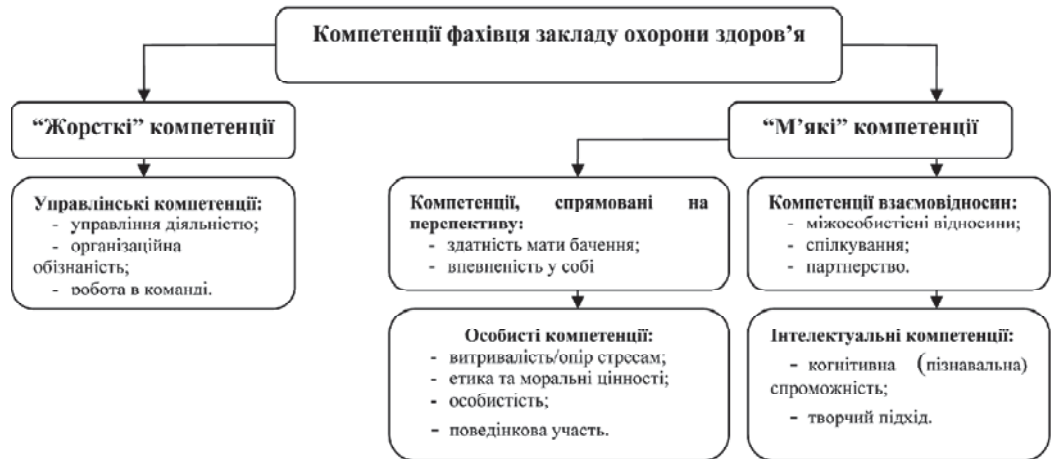 Компетенції фахівця закладу охорони здоров’я
“Жорсткі” компетенції
“М’які” компетенції
Управлінські компетенції:
- управління діяльністю;
- організаційна
обізнаність;
- робота в команді.
Компетенції, спрямовані на
перспективу:
- здатність мати бачення;
- впевненість у собі
Компетенції взаємовідносин:
- міжособистісні відносини;
- спілкування;
- партнерство.
Особисті компетенції:
- витривалість/опір стресам;
- етика та моральні цінності;
- особистість;
- поведінкова участь.
Інтелектуальні компетенції:
- когнітивна (пізнавальна)
спроможність;
- творчий підхід.